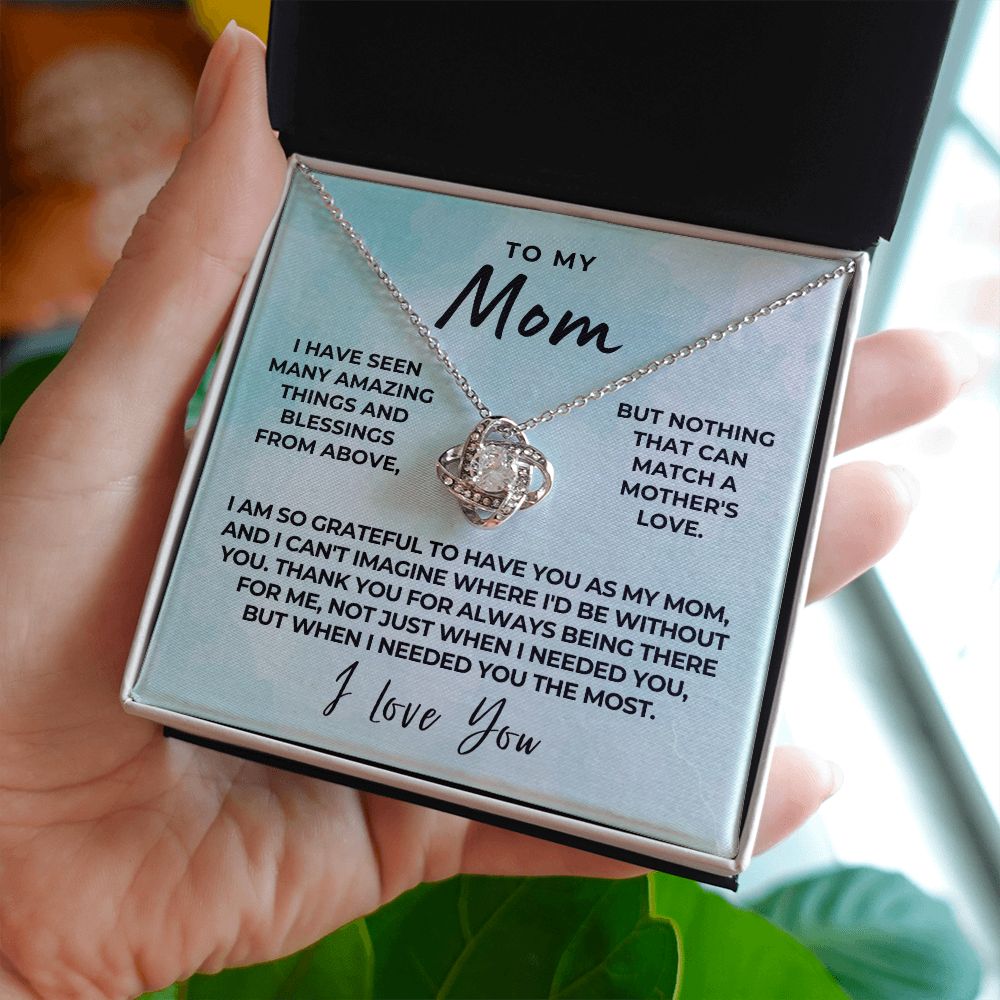 TO MY
Mom
I HAVE SEEN
MANY AMAZING
THINGS AND
BLESSINGS
FROM ABOVE,
BUT NOTHING
THAT CAN
MATCH A
MOTHER'S
LOVE.
I AM SO GRATEFUL TO HAVE YOU AS MY MOM,
AND I CAN'T IMAGINE WHERE I'D BE WITHOUT
YOU. THANK YOU FOR ALWAYS BEING THERE
FOR ME, NOT JUST WHEN I NEEDED YOU,
BUT WHEN I NEEDED YOU THE MOST.
I Love You